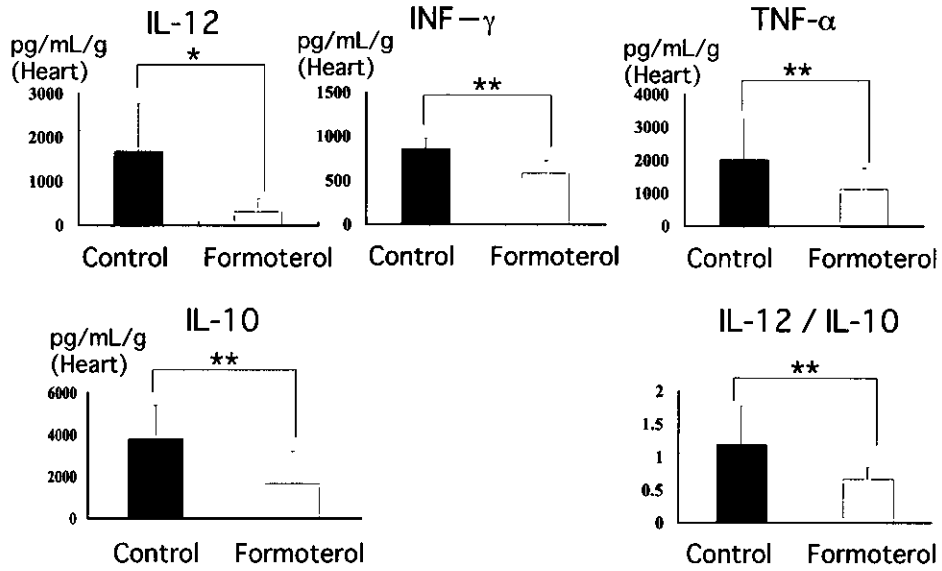 IL-12
pg/mL/g
(Heart)
*
3000
2000
1000
0
Control Formoterol
INF-γ
pg/mL/g
(Heart)
**
1500
1000
500
0
Control Formoterol
TNF-α
pg/mL/g
(Heart)
**
4000
3000
2000
1000
0
Control Formoterol
IL-10
pg/mL/g
(Heart)
**
6000
4000
2000
0
Control Formoterol
IL-12 / IL-10
**
2
1.5
1
0.5
0
Control Formoterol